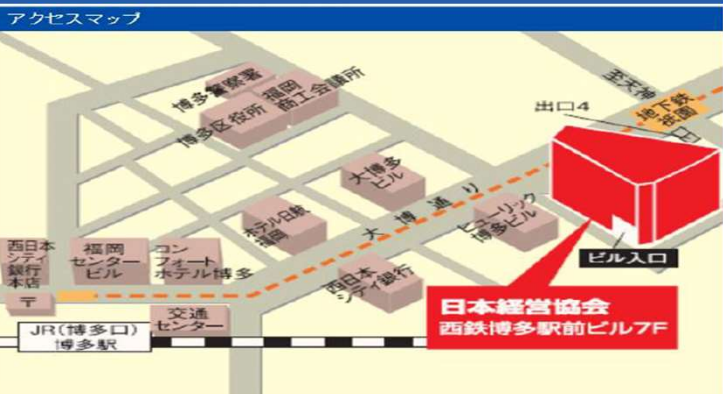 アクセスマップ
博多警察署
博多区役所
福岡
商工会議所
至天神
出口4
地下鉄
祇園
大博多
ビル
大博通り
ホテル日航
福岡
ヒューリック
博多ビル
ビル入口
西日本
シティ
銀行
本店
福岡
センター
ビル
コン
フォート
ホテル博多
西日本
シティ銀行
日本経営協会
西鉄博多駅前ビル7F
〒
交通
センター
JR(博多口)
博多駅